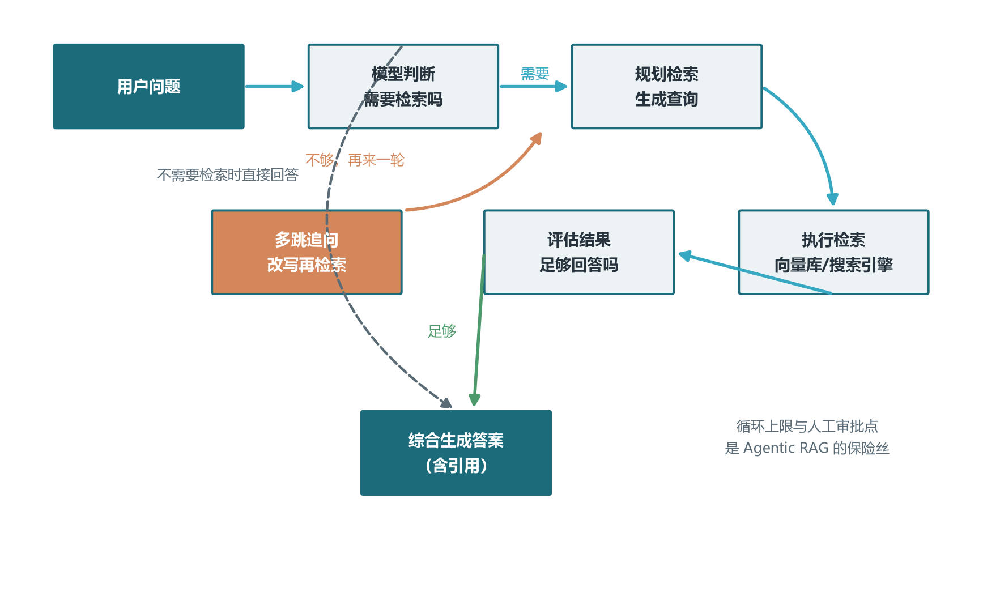 用户问题
模型判断
需要检索吗
需要
规划检索
生成查询
不够，再来一轮
不需要检索时直接回答
多跳追问
改写再检索
评估结果
足够回答吗
执行检索
向量库/搜索引擎
足够
综合生成答案
（含引用）
循环上限与人工审批点
是 Agentic RAG 的保险丝